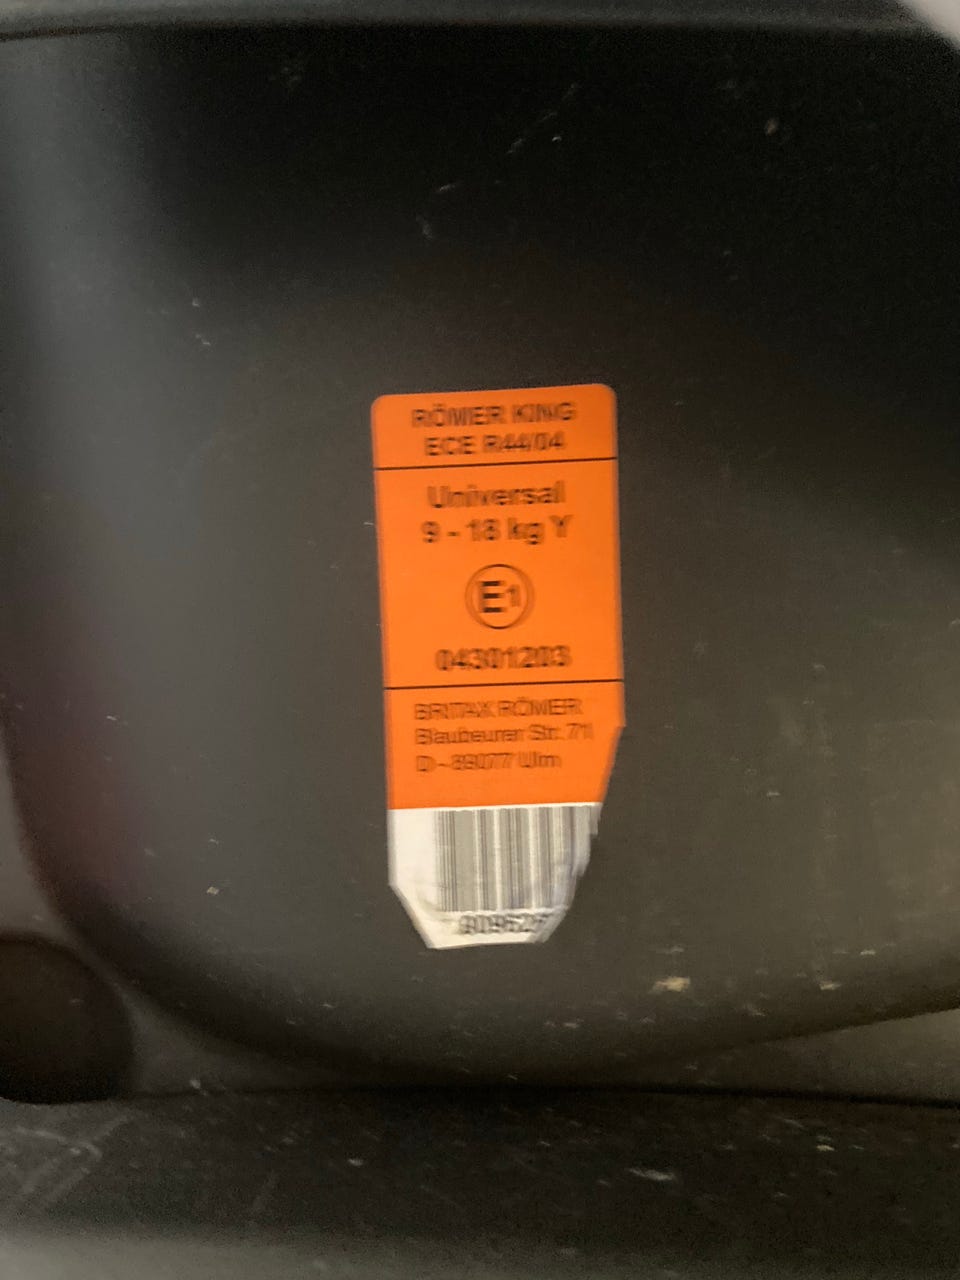 RÖMER KING
ECE R44/04
Universal
9 - 18 kg Y
E1
04301203
BRITAX RÖMER
Blaubeurer Str. 71
D - 89077 Ulm